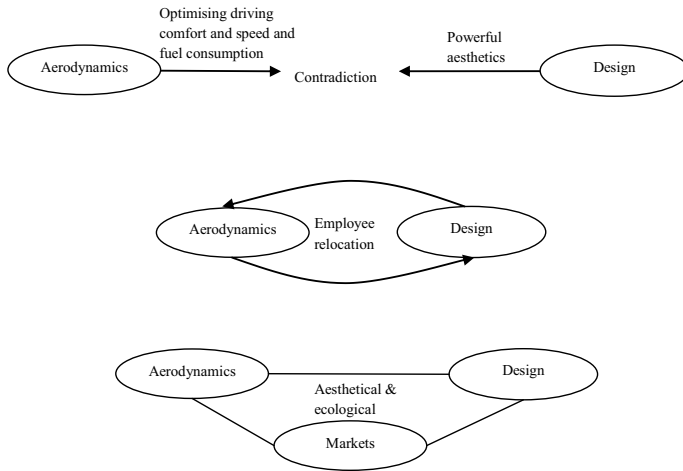 Optimising driving
comfort and speed and
fuel consumption
Aerodynamics
Contradiction
Powerful
aesthetics
Design
Aerodynamics
Employee
relocation
Design
Aerodynamics
Design
Aesthetical &
ecological
Markets